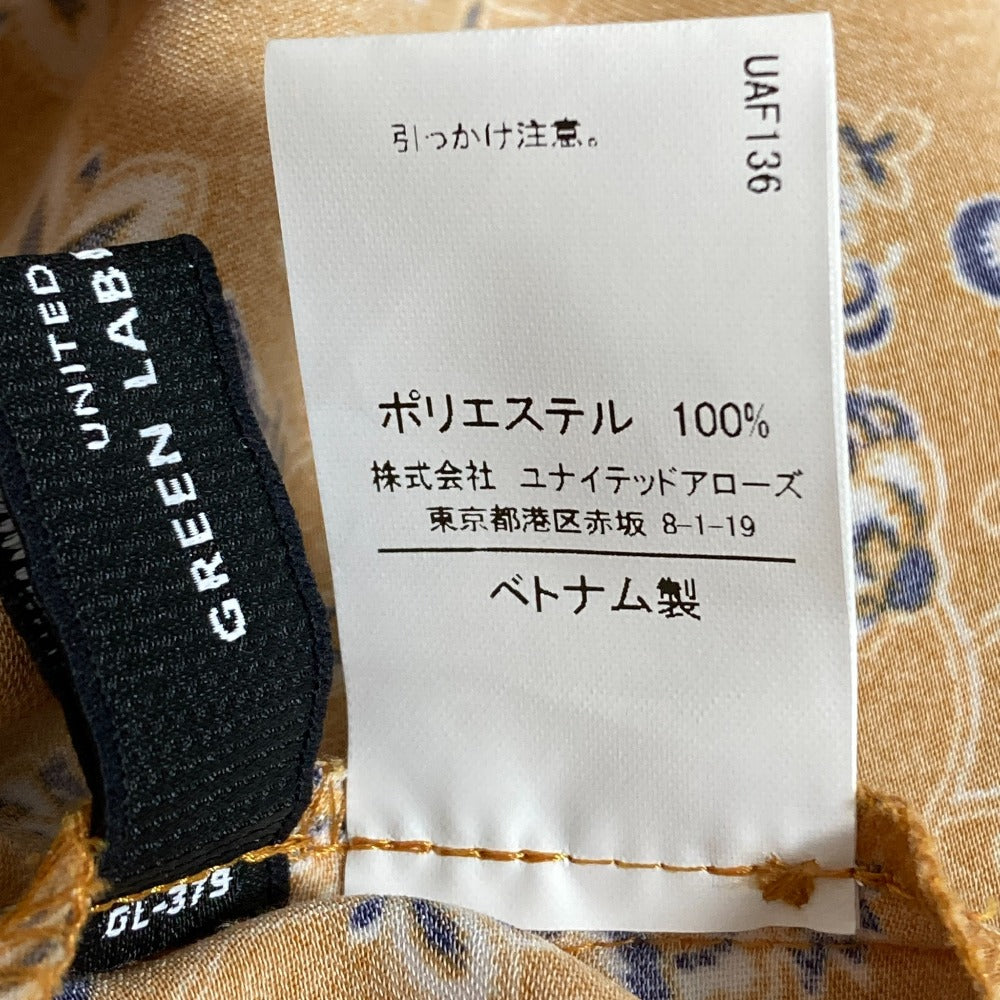 UAF136
引っかけ注意。
ポリエステル 100%
株式会社 ユナイテッドアローズ
東京都港区赤坂 8-1-19
ベトナム製
UNITED
GREEN
GL-379